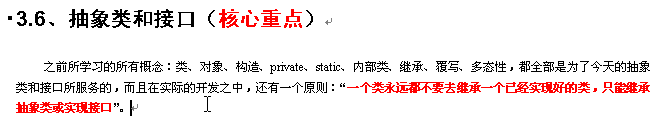 3.6、抽象类和接口（核心重点）
之前所学习的所有概念：类、对象、构造、private、static、内部类、继承、覆写、多态性，都全部是为了今天的抽象
类和接口所服务的，而且在实际的开发之中，还有一个原则：“一个类永远都不要去继承一个已经实现好的类，只能继承
抽象类或实现接口”。